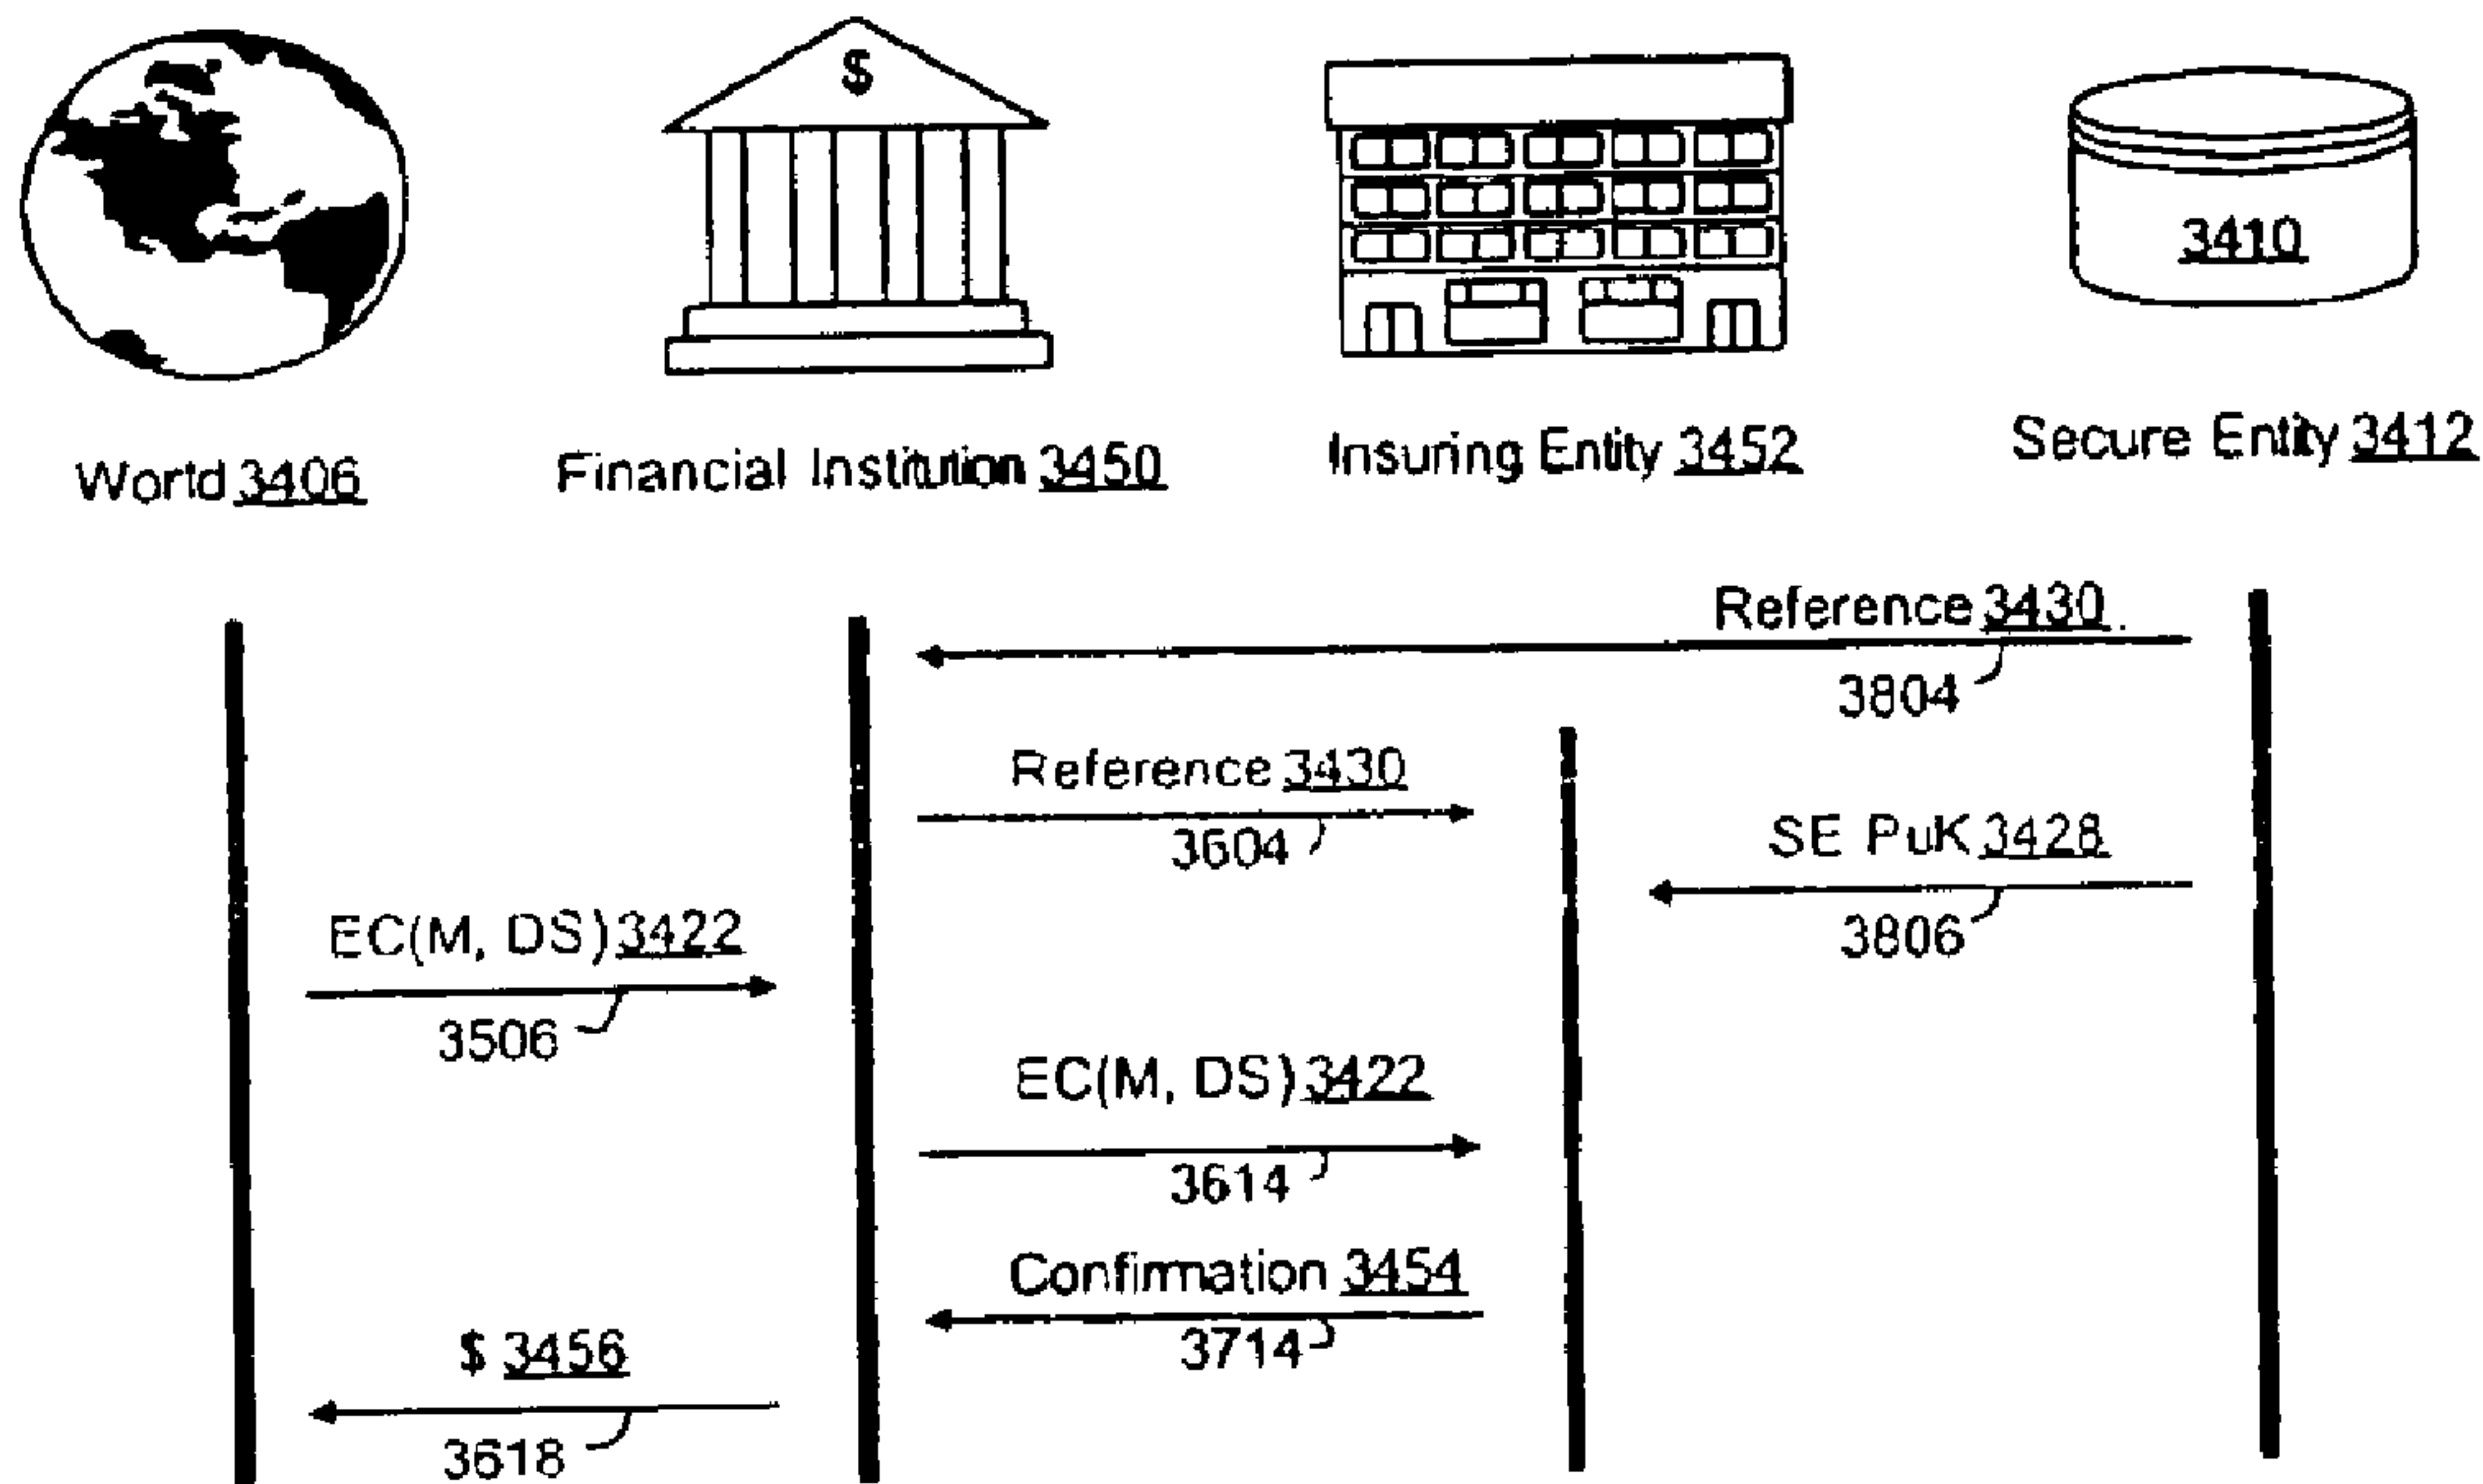 $
3410
World 3406
Financial Institution 3450
Insuring Entity 3452
Secure Entity 3412
Reference 3430
3804
Reference 3430
3604
SE PuK 3428
3806
EC(M, DS) 3422
3506
EC(M, DS) 3422
3614
Confirmation 3454
3714
$ 3456
3618